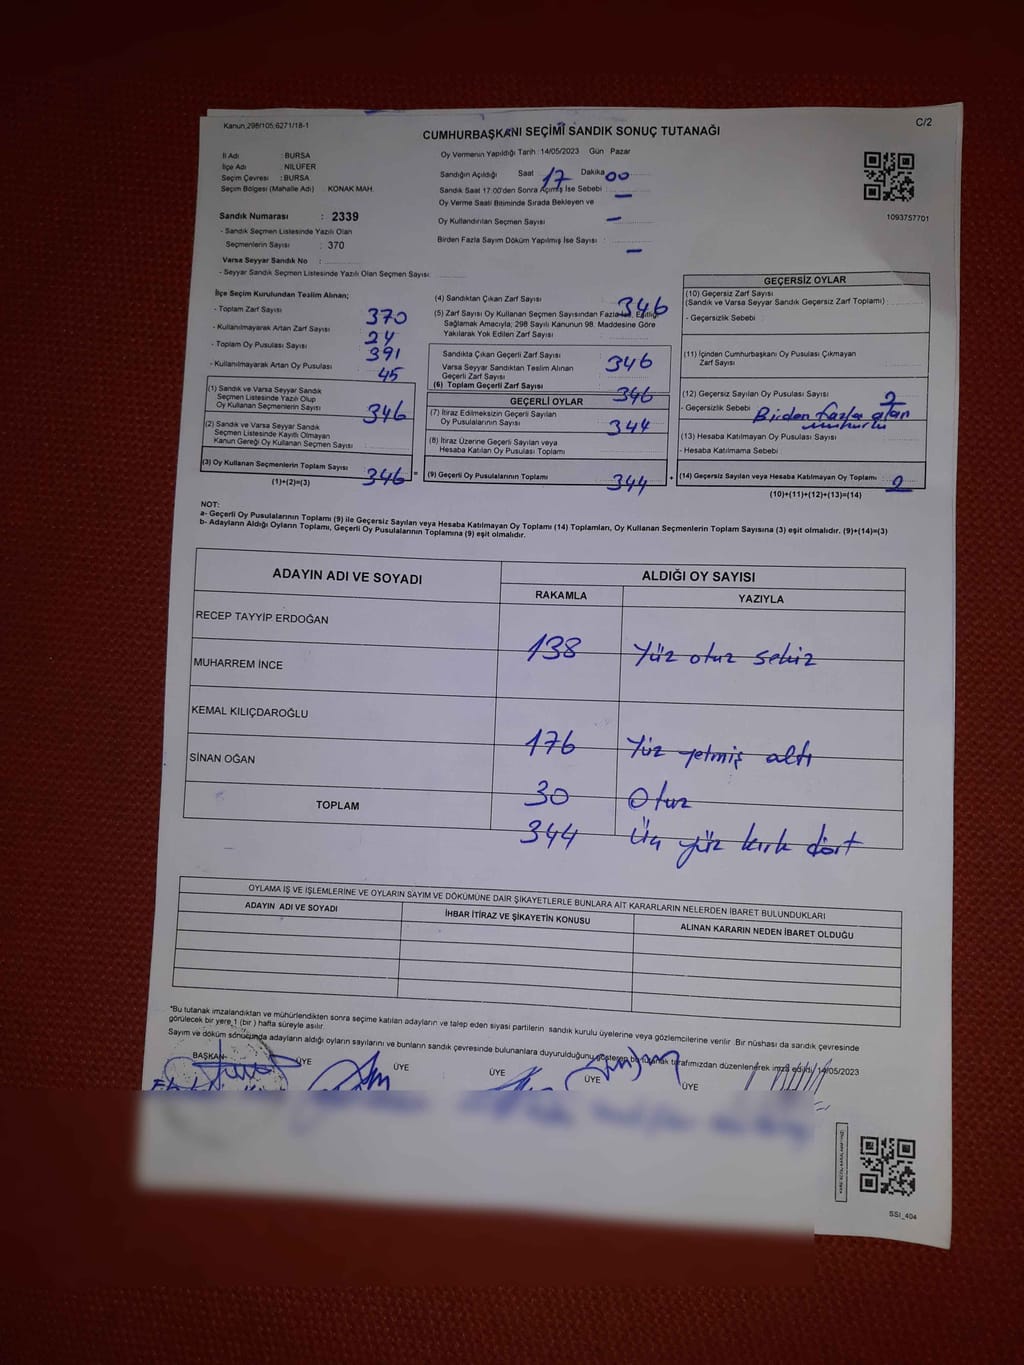 Kanun;298/105;6271/18-1
C/2
CUMHURBAŞKANI SEÇİMİ SANDIK SONUÇ TUTANAĞI
İl Adı : BURSA
İlçe Adı : NİLÜFER
Seçim Çevresi : BURSA
Seçim Bölgesi (Mahalle Adı) KONAK MAH.
Oy Vermenin Yapıldığı Tarih :14/05/2023 Gün Pazar
Sandığın Açıldığı Saat 17 Dakika 00
Sandık Saat 17:00'den Sonra Açılmış İse Sebebi : —
Oy Verme Saati Bitiminde Sırada Bekleyen ve
Oy Kullandırılan Seçmen Sayısı —
Birden Fazla Sayım Döküm Yapılmış İse Sayısı : —
1093757701
Sandık Numarası : 2339
- Sandık Seçmen Listesinde Yazılı Olan
Seçmenlerin Sayısı : 370
Varsa Seyyar Sandık No :
- Seyyar Sandık Seçmen Listesinde Yazılı Olan Seçmen Sayısı:
İlçe Seçim Kurulundan Teslim Alınan;
- Toplam Zarf Sayısı 370
- Kullanılmayarak Artan Zarf Sayısı 24
- Toplam Oy Pusulası Sayısı 391
- Kullanılmayarak Artan Oy Pusulası 45
(1) Sandık ve Varsa Seyyar Sandık
Seçmen Listesinde Yazılı Olup
Oy Kullanan Seçmenlerin Sayısı 346
(2) Sandık ve Varsa Seyyar Sandık
Seçmen Listesinde Kayıtlı Olmayan
Kanun Gereği Oy Kullanan Seçmen Sayısı
(3) Oy Kullanan Seçmenlerin Toplam Sayısı 346
(1)+(2)=(3)
(4) Sandıktan Çıkan Zarf Sayısı 346
(5) Zarf Sayısı Oy Kullanan Seçmen Sayısından Fazla İse, Eşitliği
Sağlamak Amacıyla; 298 Sayılı Kanunun 98. Maddesine Göre
Yakılarak Yok Edilen Zarf Sayısı
Sandıkta Çıkan Geçerli Zarf Sayısı 346
Varsa Seyyar Sandıktan Teslim Alınan
Geçerli Zarf Sayısı
(6) Toplam Geçerli Zarf Sayısı 346
GEÇERLİ OYLAR
(7) İtiraz Edilmeksizin Geçerli Sayılan
Oy Pusulalarının Sayısı 344
(8) İtiraz Üzerine Geçerli Sayılan veya
Hesaba Katılan Oy Pusulası Toplamı
= (9) Geçerli Oy Pusulalarının Toplamı 344
GEÇERSİZ OYLAR
(10) Geçersiz Zarf Sayısı
(Sandık ve Varsa Seyyar Sandık Geçersiz Zarf Toplamı) :
- Geçersizlik Sebebi :
(11) İçinden Cumhurbaşkanı Oy Pusulası Çıkmayan
Zarf Sayısı
(12) Geçersiz Sayılan Oy Pusulası Sayısı 2
- Geçersizlik Sebebi : Birden fazla alan
mühürlü
(13) Hesaba Katılmayan Oy Pusulası Sayısı
- Hesaba Katılmama Sebebi :
+ (14) Geçersiz Sayılan veya Hesaba Katılmayan Oy Toplamı 2
(10)+(11)+(12)+(13)=(14)
NOT:
a- Geçerli Oy Pusulalarının Toplamı (9) ile Geçersiz Sayılan veya Hesaba Katılmayan Oy Toplamı (14) Toplamları, Oy Kullanan Seçmenlerin Toplam Sayısına (3) eşit olmalıdır. (9)+(14)=(3)
b- Adayların Aldığı Oyların Toplamı, Geçerli Oy Pusulalarının Toplamına (9) eşit olmalıdır.
ADAYIN ADI VE SOYADI
ALDIĞI OY SAYISI
RAKAMLA YAZIYLA
RECEP TAYYİP ERDOĞAN 138 Yüz otuz sekiz
MUHARREM İNCE
KEMAL KILIÇDAROĞLU 176 Yüz yetmiş altı
SİNAN OĞAN 30 Otuz
TOPLAM 344 Üç yüz kırk dört
OYLAMA İŞ VE İŞLEMLERİNE VE OYLARIN SAYIM VE DÖKÜMÜNE DAİR ŞİKAYETLERLE BUNLARA AİT KARARLARIN NELERDEN İBARET BULUNDUKLARI
ADAYIN ADI VE SOYADI İHBAR İTİRAZ VE ŞİKAYETİN KONUSU ALINAN KARARIN NEDEN İBARET OLDUĞU
*Bu tutanak imzalandıktan ve mühürlendikten sonra seçime katılan adayların ve talep eden siyasi partilerin sandık kurulu üyelerine veya gözlemcilerine verilir. Bir nüshası da sandık çevresinde
görülecek bir yere 1 (bir ) hafta süreyle asılır.
Sayım ve döküm sonucunda adayların aldığı oyların sayılarını ve bunların sandık çevresinde bulunanlara duyurulduğunu gösteren bu tutanak tarafımızdan düzenlenerek imza edildi. 14/05/2023
BAŞKAN ÜYE ÜYE ÜYE ÜYE ÜYE
SSI_404